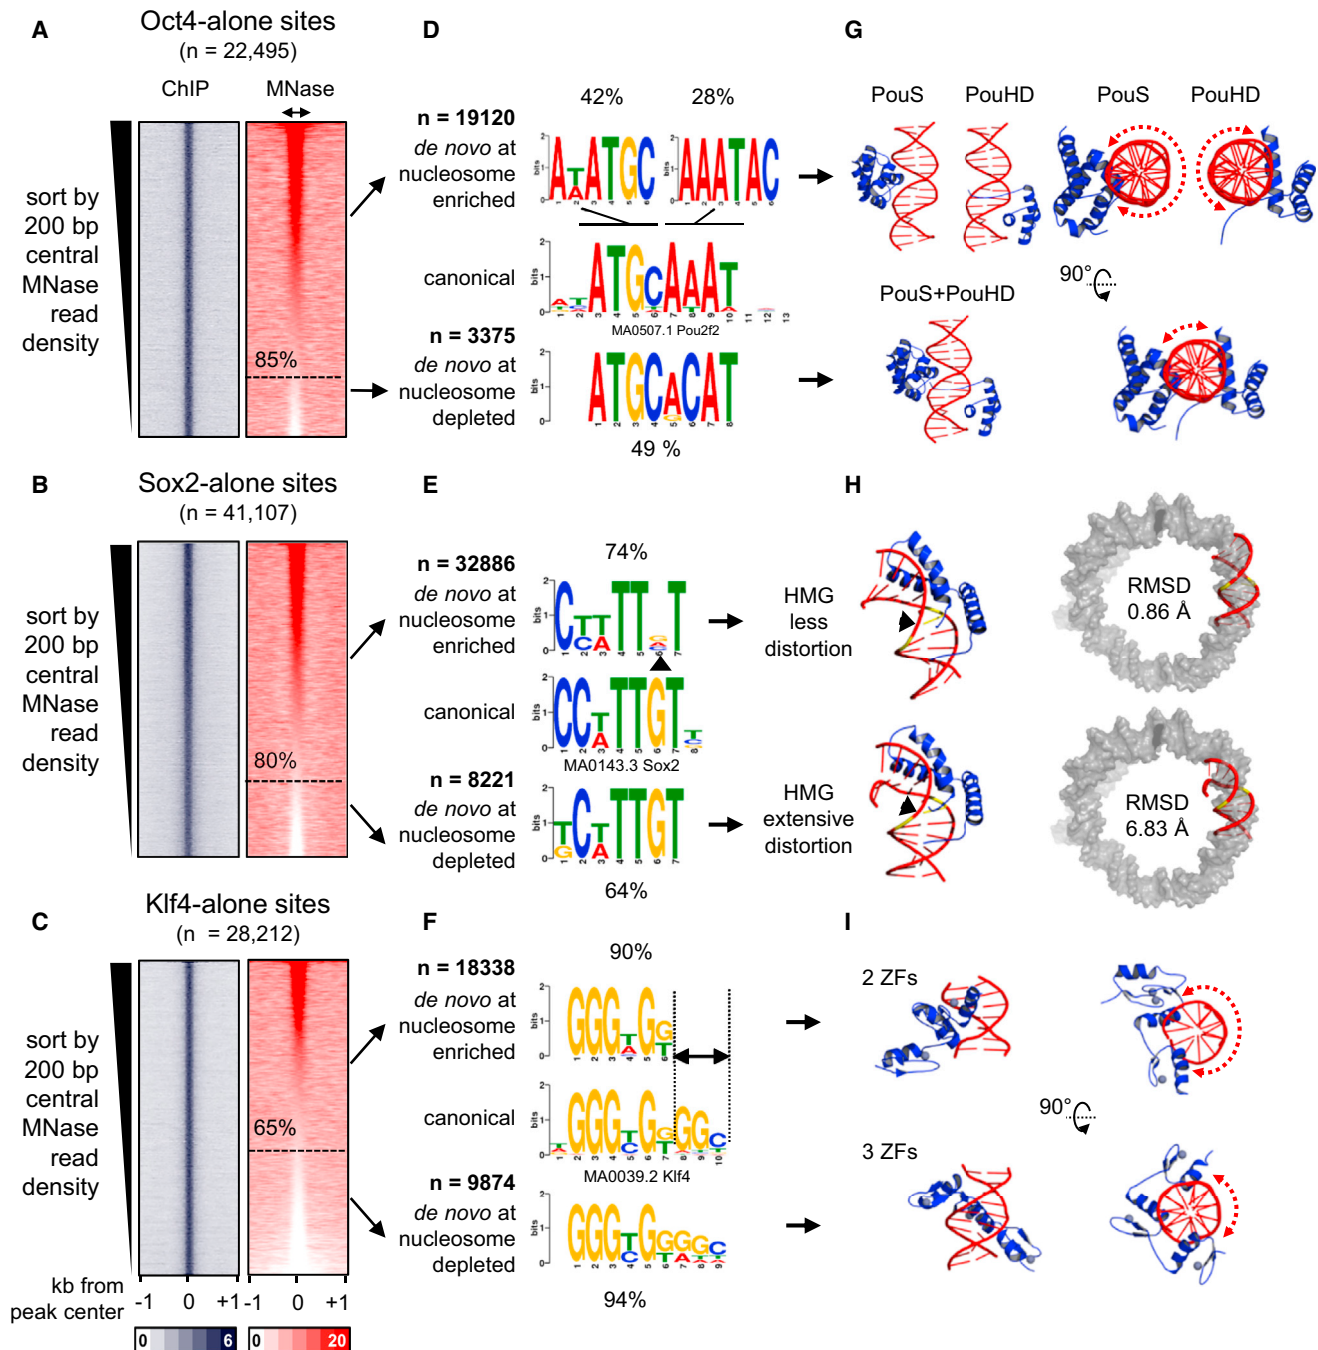 A
Oct4-alone sites
(n = 22,495)
ChIP
MNase
sort by
200 bp
central
MNase
read
density
85%
B
Sox2-alone sites
(n = 41,107)
sort by
200 bp
central
MNase
read
density
80%
C
Klf4-alone sites
(n = 28,212)
sort by
200 bp
central
MNase
read
density
65%
kb from
peak center
-1 0 +1 -1 0 +1
0 6 0 20
D
42% 28%
n = 19120
de novo at
nucleosome
enriched
canonical
MA0507.1 Pou2f2
n = 3375
de novo at
nucleosome
depleted
49 %
E
74%
n = 32886
de novo at
nucleosome
enriched
canonical
MA0143.3 Sox2
n = 8221
de novo at
nucleosome
depleted
64%
F
90%
n = 18338
de novo at
nucleosome
enriched
canonical
MA0039.2 Klf4
n = 9874
de novo at
nucleosome
depleted
94%
G
PouS PouHD PouS PouHD
90°
PouS+PouHD
H
HMG
less
distortion
RMSD
0.86 Å
HMG
extensive
distortion
RMSD
6.83 Å
I
2 ZFs
90°
3 ZFs